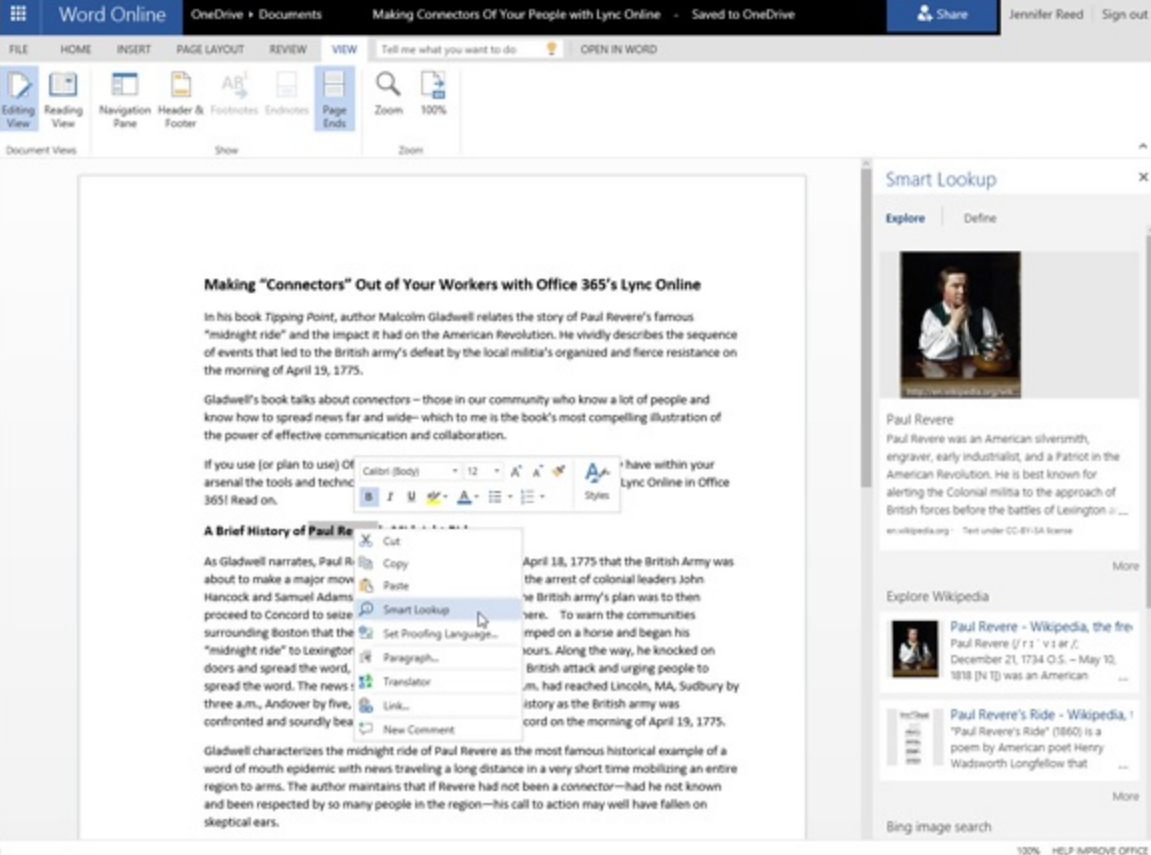 Word Online OneDrive ▸ Documents Making Connectors Of Your People with Lync Online - Saved to OneDrive Share Jennifer Reed Sign out
FILE HOME INSERT PAGE LAYOUT REVIEW VIEW Tell me what you want to do OPEN IN WORD
Editing View
Reading View
Navigation Pane
Header & Footer
Footnotes
Endnotes
Page Ends
Zoom
100%
Document Views Show Zoom
Making “Connectors” Out of Your Workers with Office 365’s Lync Online
In his book Tipping Point, author Malcolm Gladwell relates the story of Paul Revere’s famous
“midnight ride” and the impact it had on the American Revolution. He vividly describes the sequence
of events that led to the British army’s defeat by the local militia’s organized and fierce resistance on
the morning of April 19, 1775.
Gladwell’s book talks about connectors – those in our community who know a lot of people and
know how to spread news far and wide– which to me is the book’s most compelling illustration of
the power of effective communication and collaboration.
If you use (or plan to use) Of have within your
arsenal the tools and techno Lync Online in Office
365! Read on.
Calibri (Body) 12
B I U A Styles
A Brief History of Paul Re
As Gladwell narrates, Paul R April 18, 1775 that the British Army was
about to make a major mov the arrest of colonial leaders John
Hancock and Samuel Adams he British army’s plan was to then
proceed to Concord to seize here. To warn the communities
surrounding Boston that the mped on a horse and began his
“midnight ride” to Lexington ours. Along the way, he knocked on
doors and spread the word, British attack and urging people to
spread the word. The news .m. had reached Lincoln, MA, Sudbury by
three a.m., Andover by five, istory as the British army was
confronted and soundly bea cord on the morning of April 19, 1775.
Cut
Copy
Paste
Smart Lookup
Set Proofing Language...
Paragraph...
Translator
Link...
New Comment
Gladwell characterizes the midnight ride of Paul Revere as the most famous historical example of a
word of mouth epidemic with news traveling a long distance in a very short time mobilizing an entire
region to arms. The author maintains that if Revere had not been a connector—had he not known
and been respected by so many people in the region—his call to action may well have fallen on
skeptical ears.
Smart Lookup
Explore Define
Paul Revere
Paul Revere was an American silversmith,
engraver, early industrialist, and a Patriot in the
American Revolution. He is best known for
alerting the Colonial militia to the approach of
British forces before the battles of Lexington a ...
en.wikipedia.org · Text under CC-BY-SA license
More
Explore Wikipedia
Paul Revere - Wikipedia, the fre
Paul Revere (/ r ɪ ˈ v ɪ ər /;
December 21, 1734 O.S. – May 10,
1818 [N 1]) was an American ...
Paul Revere's Ride - Wikipedia, t
"Paul Revere's Ride" (1860) is a
poem by American poet Henry
Wadsworth Longfellow that ...
More
Bing image search
100% HELP IMPROVE OFFICE